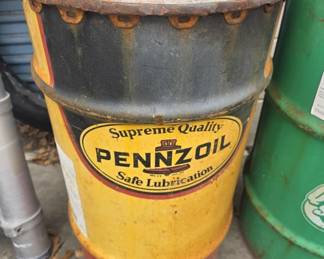 Supreme Quality
PENNZOIL
Safe Lubrication